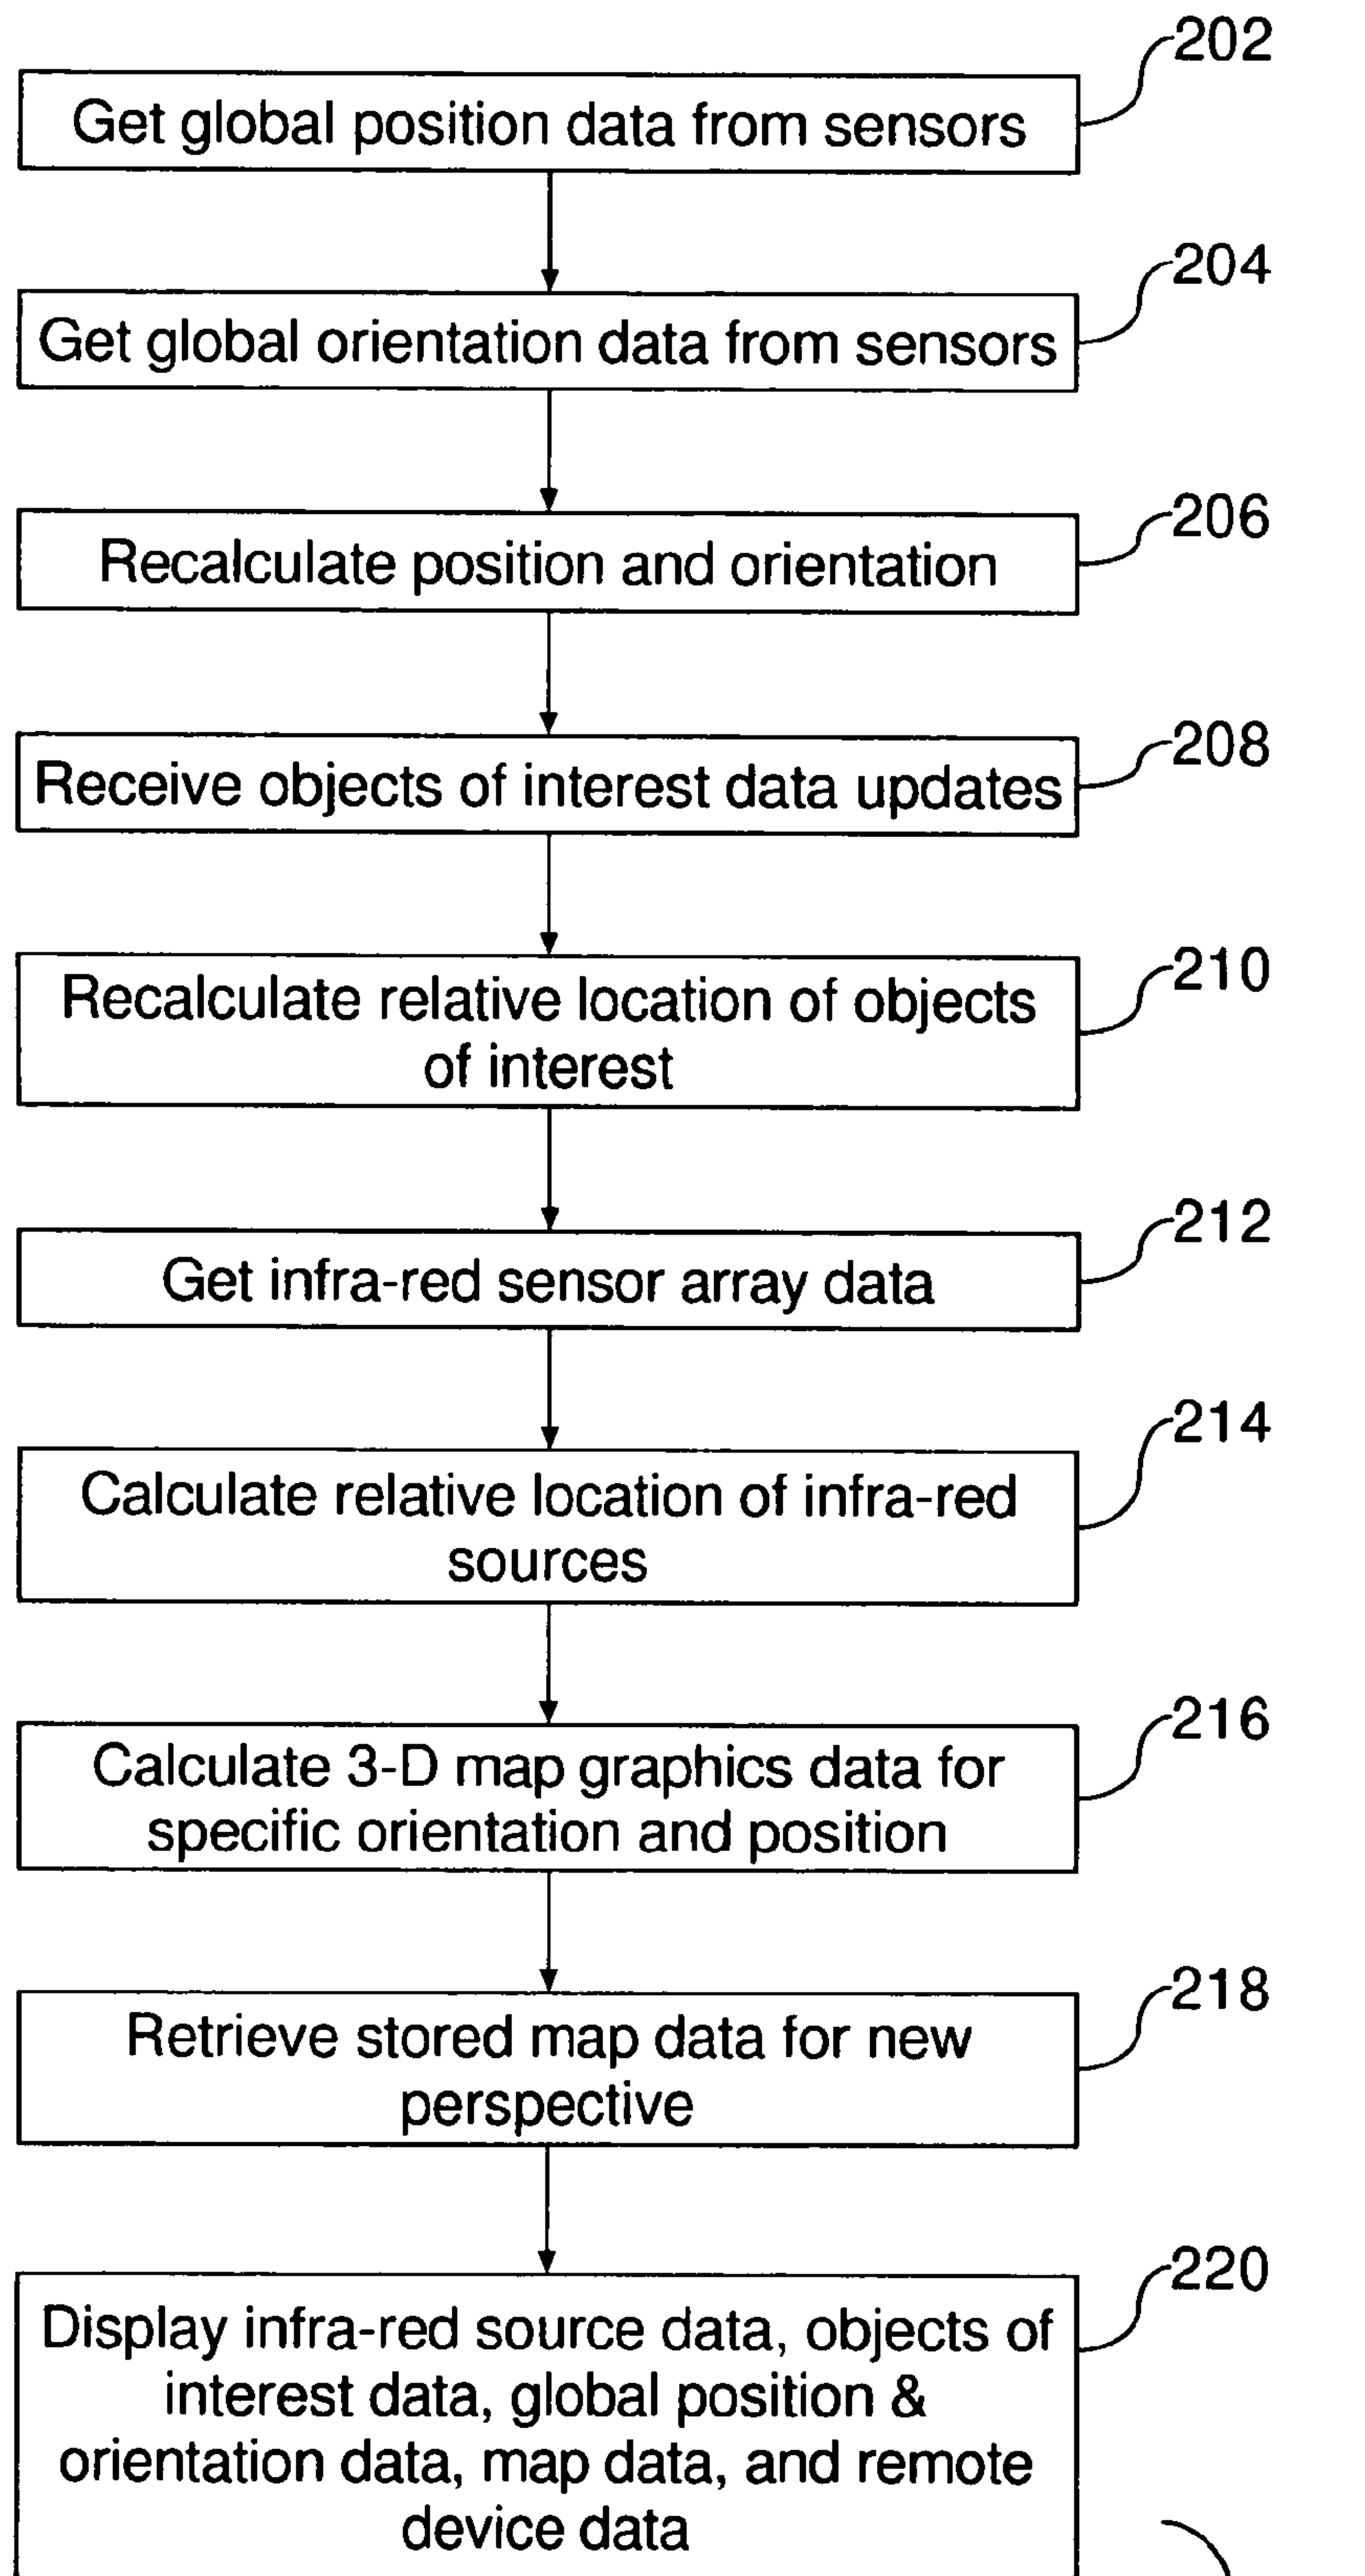 202
Get global position data from sensors
204
Get global orientation data from sensors
206
Recalculate position and orientation
208
Receive objects of interest data updates
210
Recalculate relative location of objects
of interest
212
Get infra-red sensor array data
214
Calculate relative location of infra-red
sources
216
Calculate 3-D map graphics data for
specific orientation and position
218
Retrieve stored map data for new
perspective
220
Display infra-red source data, objects of
interest data, global position &
orientation data, map data, and remote
device data